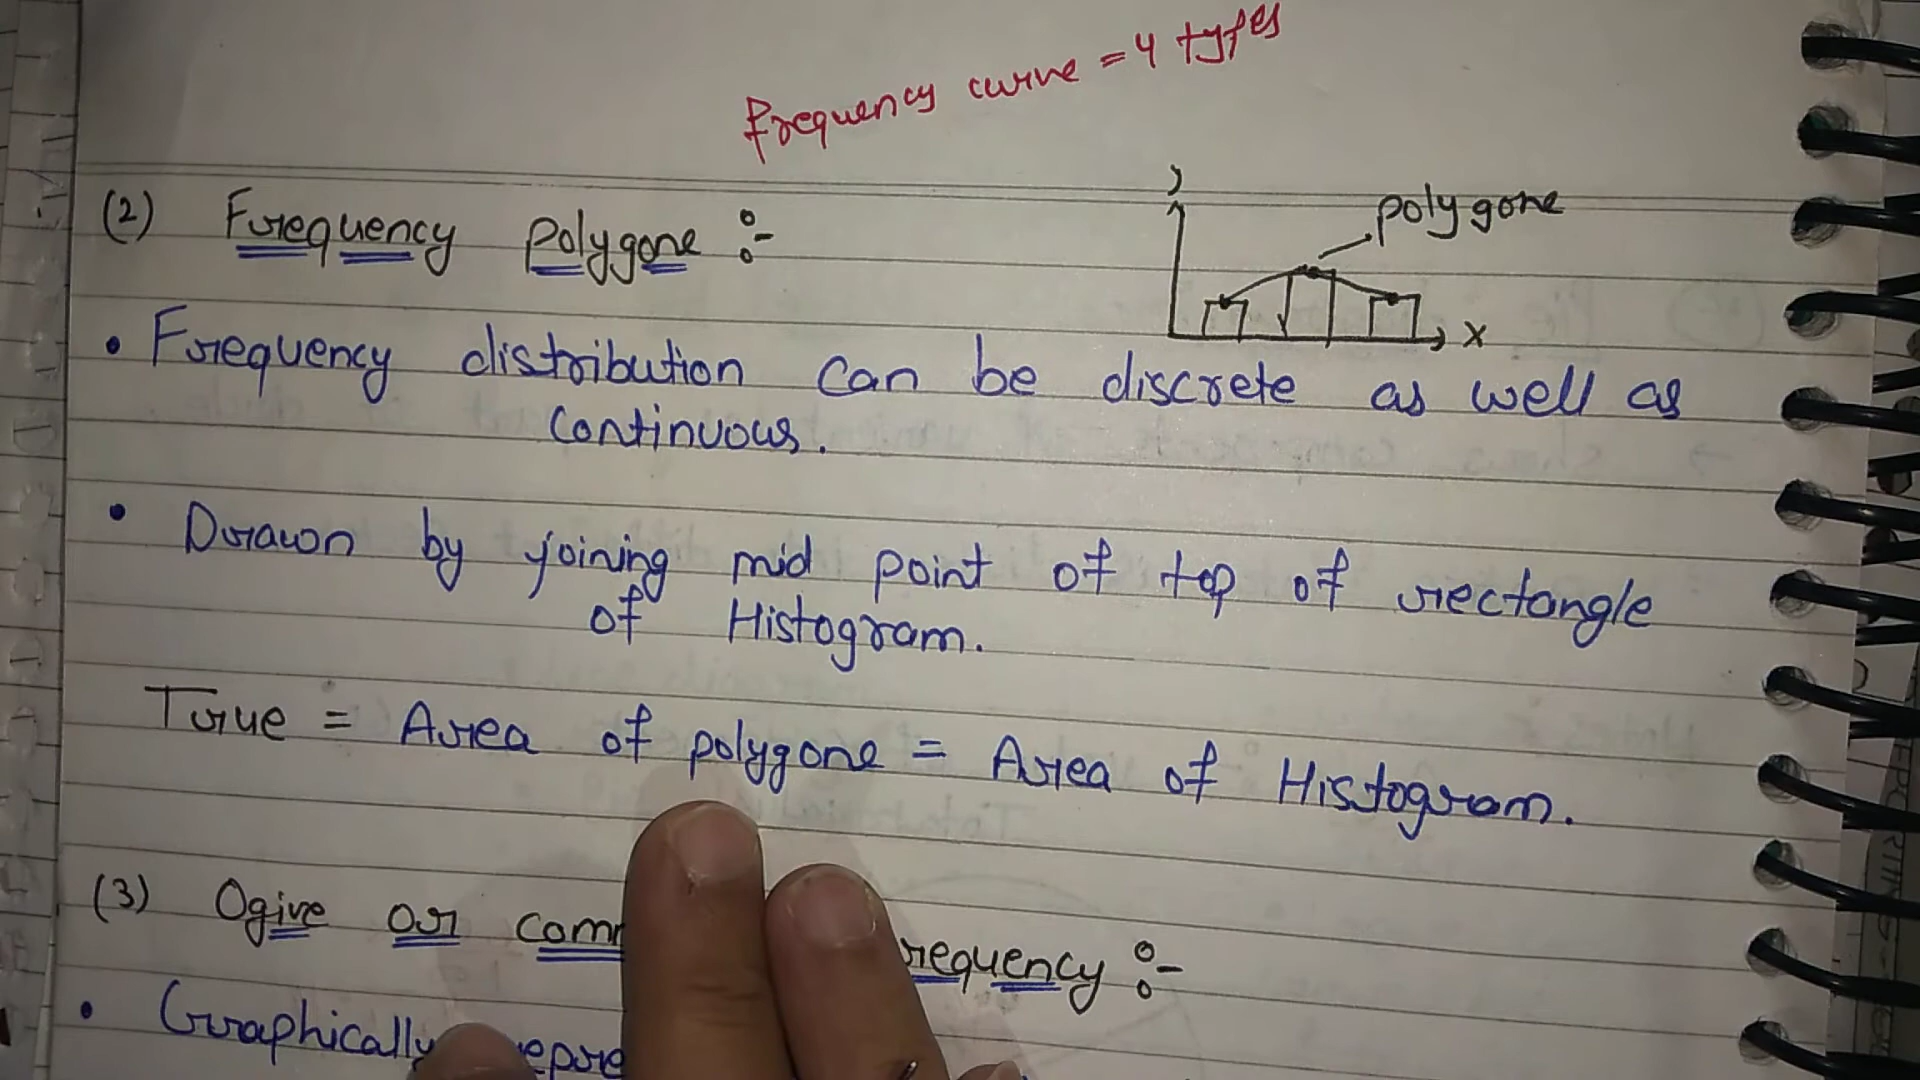 Frequency curve = 4 types
(2) Frequency Polygone :-
polygone
x
• Frequency distribution can be discrete as well as
continuous.
• Drawn by joining mid point of top of rectangle
of Histogram.
True = Area of polygone = Area of Histogram.
(3) Ogive or requency :-
• Graphically